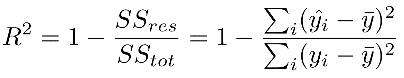 R^2 = 1 - \frac{SS_{res}}{SS_{tot}} = 1 - \frac{\sum_i(\hat{y_i} - \bar{y})^2}{\sum_i(y_i - \bar{y})^2}